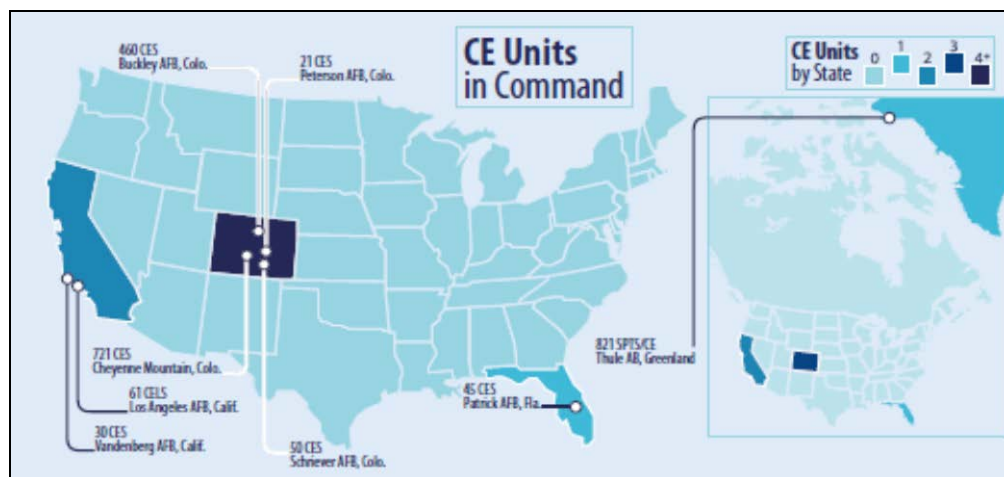 460 CES
Buckley AFB, Colo.
21 CES
Peterson AFB, Colo.
CE Units
in Command
CE Units
by State
0
1
2
3
4+
721 CES
Cheyenne Mountain, Colo.
61 CELS
Los Angeles AFB, Calif.
30 CES
Vandenberg AFB, Calif.
50 CES
Schriever AFB, Colo.
45 CES
Patrick AFB, Fla.
821 SPTS/CE
Thule AB, Greenland